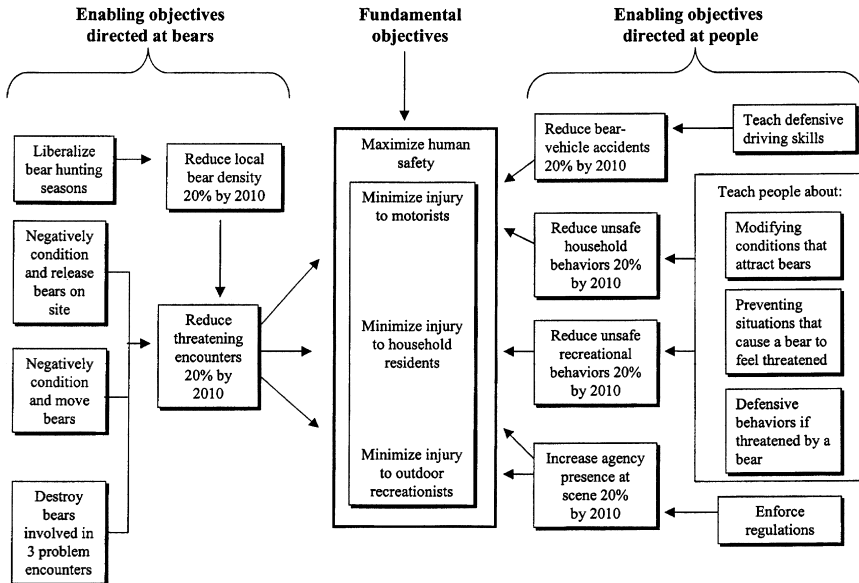 Enabling objectives
directed at bears
Fundamental
objectives
Enabling objectives
directed at people
Liberalize
bear hunting
seasons
Reduce local
bear density
20% by 2010
Negatively
condition
and release
bears on
site
Negatively
condition
and move
bears
Destroy
bears
involved in
3 problem
encounters
Reduce
threatening
encounters
20% by
2010
Maximize human
safety
Minimize injury
to motorists
Minimize injury
to household
residents
Minimize injury
to outdoor
recreationists
Reduce bear-
vehicle accidents
20% by 2010
Reduce unsafe
household
behaviors 20%
by 2010
Reduce unsafe
recreational
behaviors 20%
by 2010
Increase agency
presence at
scene 20%
by 2010
Teach defensive
driving skills
Teach people about:
Modifying
conditions that
attract bears
Preventing
situations that
cause a bear to
feel threatened
Defensive
behaviors if
threatened by a
bear
Enforce
regulations